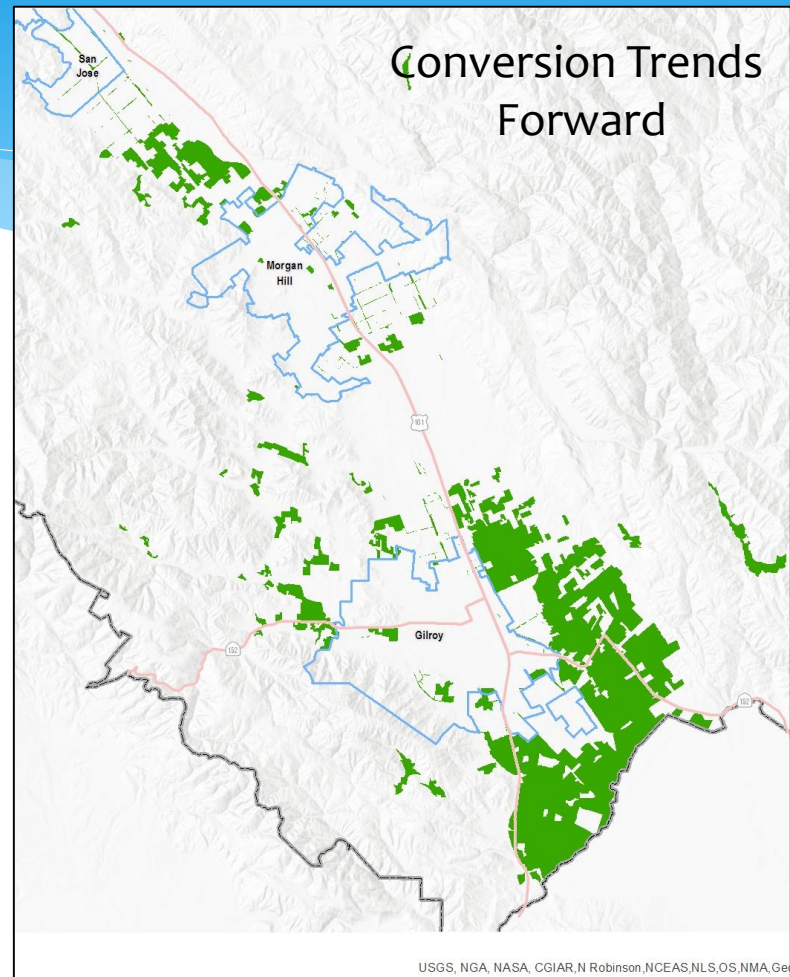 Conversion Trends
Forward
San
Jose
Morgan
Hill
101
152
Gilroy
152
USGS, NGA, NASA, CGIAR,N Robinson,NCEAS,NLS,OS,NMA,Geo